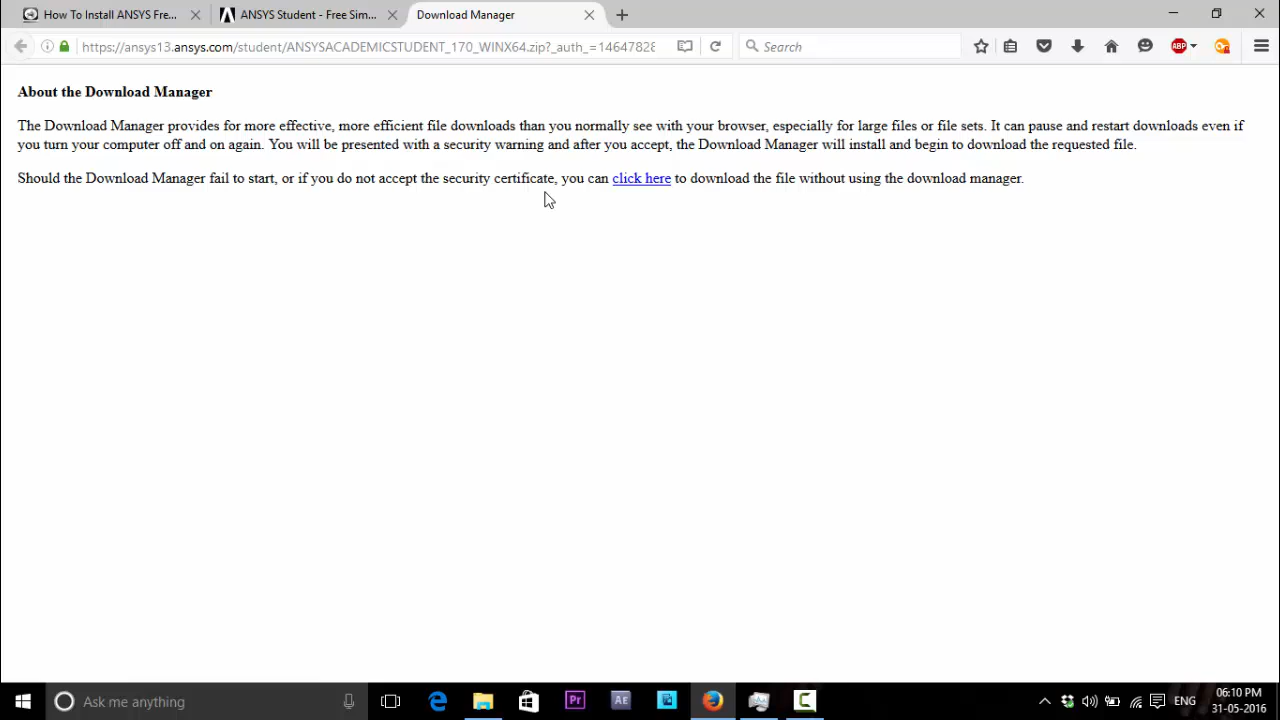 How To Install ANSYS Fre...
ANSYS Student - Free Sim...
Download Manager
https://ansys13.ansys.com/student/ANSYSACADEMICSTUDENT_170_WINX64.zip?_auth_=14647828
Search
ABP
About the Download Manager
The Download Manager provides for more effective, more efficient file downloads than you normally see with your browser, especially for large files or file sets. It can pause and restart downloads even if
you turn your computer off and on again. You will be presented with a security warning and after you accept, the Download Manager will install and begin to download the requested file.
Should the Download Manager fail to start, or if you do not accept the security certificate, you can click here to download the file without using the download manager.
Ask me anything
Pr
Ae
ENG
06:10 PM
31-05-2016